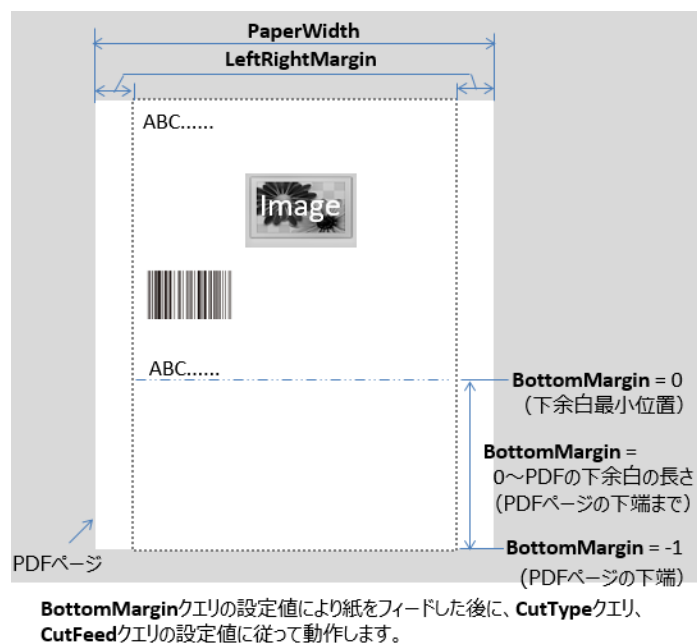 PaperWidth
LeftRightMargin
ABC......
Image
ABC......
BottomMargin = 0
(下余白最小位置)
BottomMargin =
0～PDFの下余白の長さ
(PDFページの下端まで)
BottomMargin = -1
(PDFページの下端)
PDFページ
BottomMarginクエリの設定値により紙をフィードした後に、CutTypeクエリ、
CutFeedクエリの設定値に従って動作します。